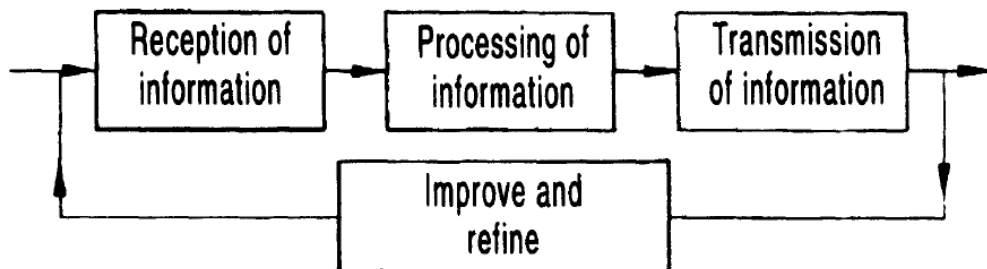 Reception of
information
Processing of
information
Transmission
of information
Improve and
refine